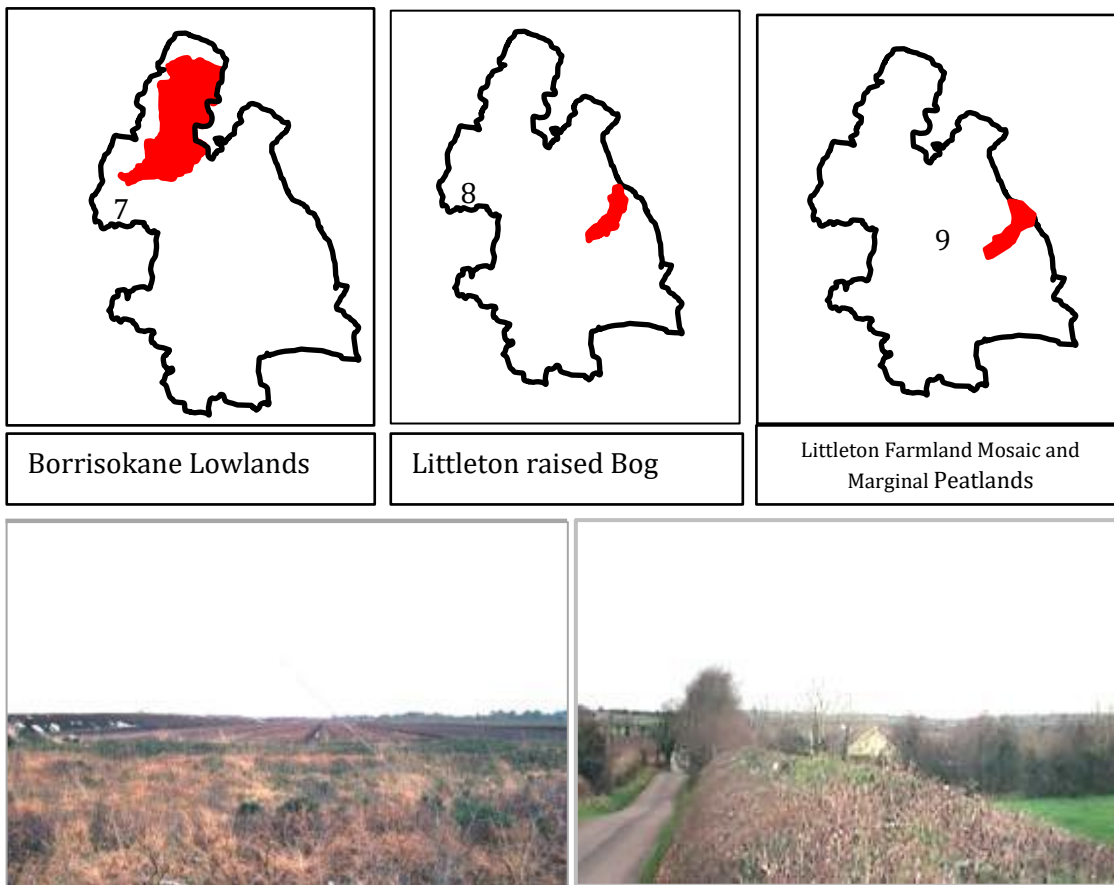 7
8
9
Borrisokane Lowlands
Littleton raised Bog
Littleton Farmland Mosaic and
Marginal Peatlands